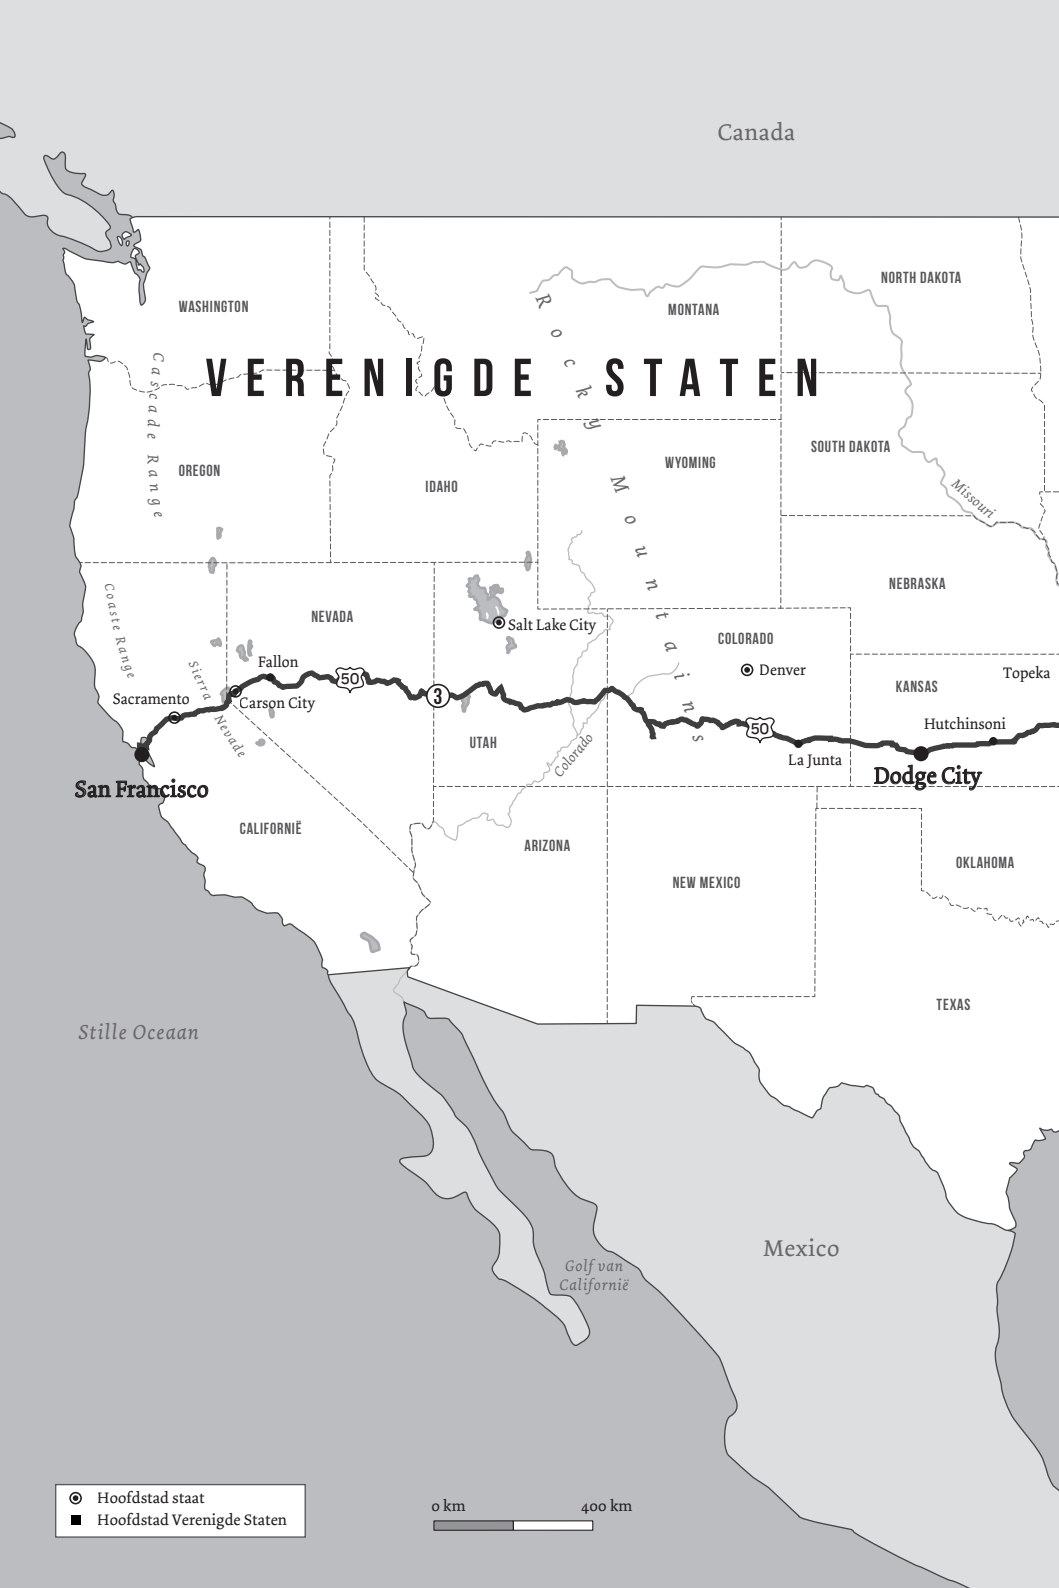 Canada
WASHINGTON
MONTANA
NORTH DAKOTA
VERENIGDE STATEN
Cascade Range
Rocky Mountains
OREGON
IDAHO
WYOMING
SOUTH DAKOTA
Missouri
NEBRASKA
Coaste Range
NEVADA
Salt Lake City
COLORADO
Denver
KANSAS
Topeka
Fallon
Sierra Nevade
Sacramento
Carson City
50
3
50
UTAH
Colorado
Hutchinsoni
La Junta
Dodge City
San Francisco
CALIFORNIË
ARIZONA
NEW MEXICO
OKLAHOMA
TEXAS
Stille Oceaan
Mexico
Golf van
Californië
Hoofdstad staat
Hoofdstad Verenigde Staten
0 km 400 km